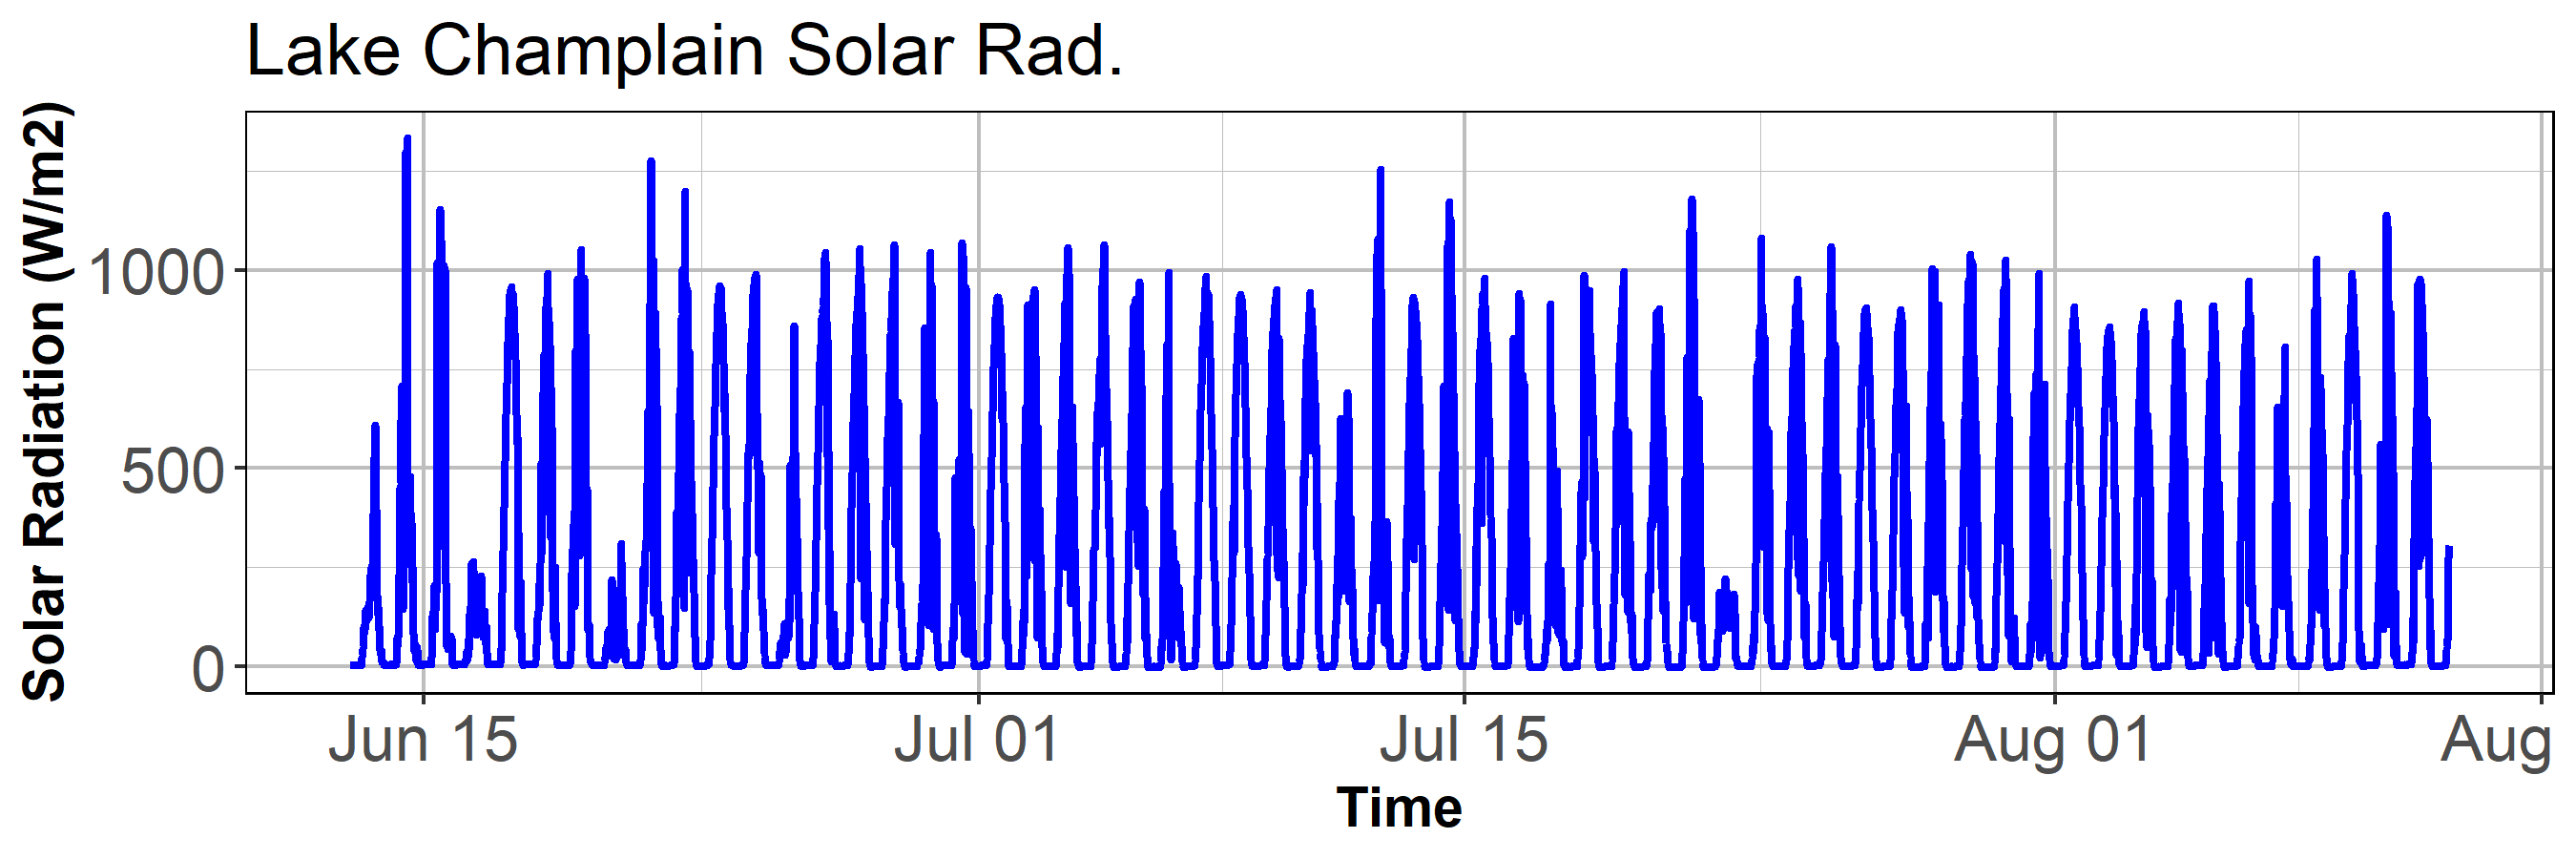 Lake Champlain Solar Rad.
Solar Radiation (W/m2)
1000
500
0
Jun 15
Jul 01
Jul 15
Aug 01
Aug
Time